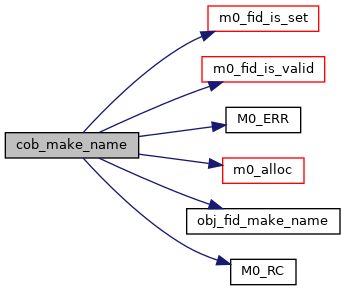 m0_fid_is_set
m0_fid_is_valid
M0_ERR
cob_make_name
m0_alloc
obj_fid_make_name
M0_RC